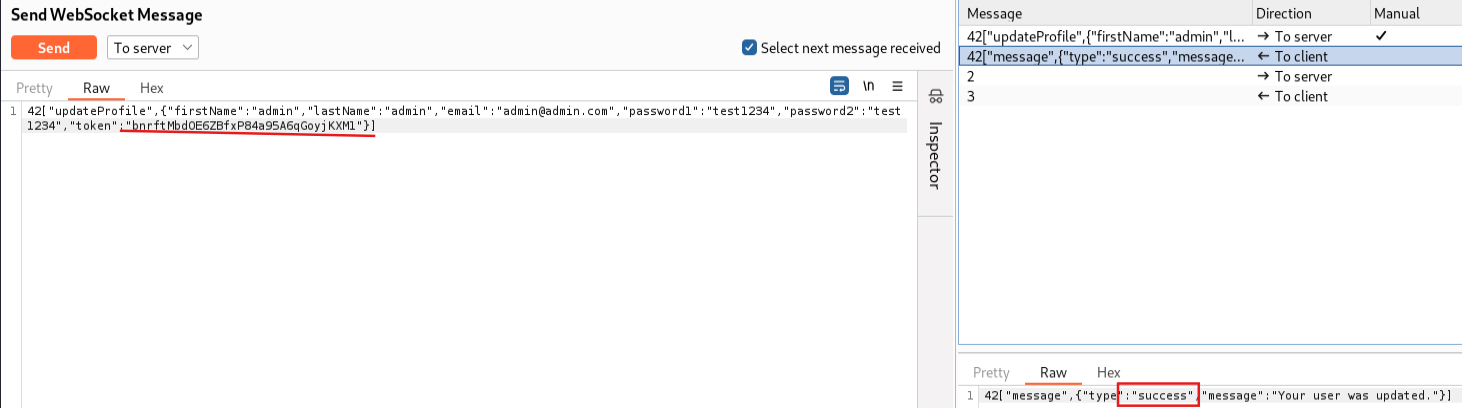 Send WebSocket Message
Send To server
Select next message received
Pretty Raw Hex
\n
1 42["updateProfile",{"firstName":"admin","lastName":"admin","email":"admin@admin.com","password1":"test1234","password2":"test
1234","token":"bnrftMbdOE6ZBfxP84a95A6qGoyjKXM1"}]
Inspector
Message Direction Manual
42["updateProfile",{"firstName":"admin","l... → To server ✓
42["message",{"type":"success","message... ← To client
2 → To server
3 ← To client
Pretty Raw Hex
1 42["message",{"type":"success","message":"Your user was updated."}]